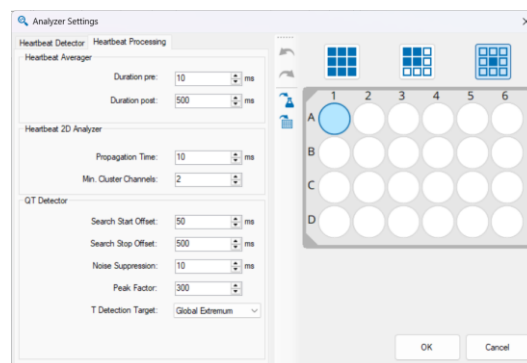 Analyzer Settings
Heartbeat Detector Heartbeat Processing
Heartbeat Averager
Duration pre: 10 ms
Duration post: 500 ms
Heartbeat 2D Analyzer
Propagation Time: 10 ms
Min. Cluster Channels: 2
QT Detector
Search Start Offset: 50 ms
Search Stop Offset: 500 ms
Noise Suppression: 10 ms
Peak Factor: 300
T Detection Target: Global Extremum
1 2 3 4 5 6
A
B
C
D
OK Cancel